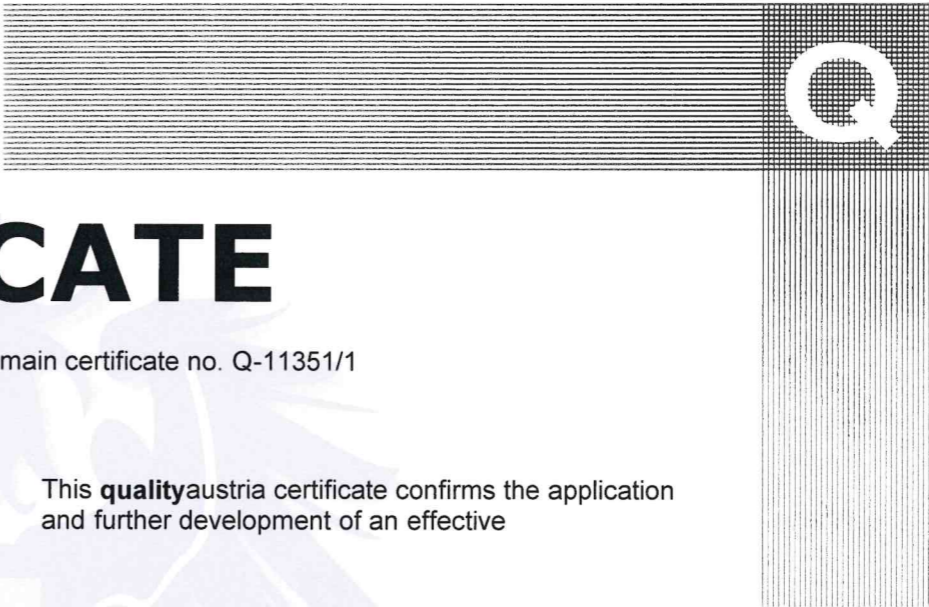 Q
CATE
main certificate no. Q-11351/1
This qualityaustria certificate confirms the application
and further development of an effective